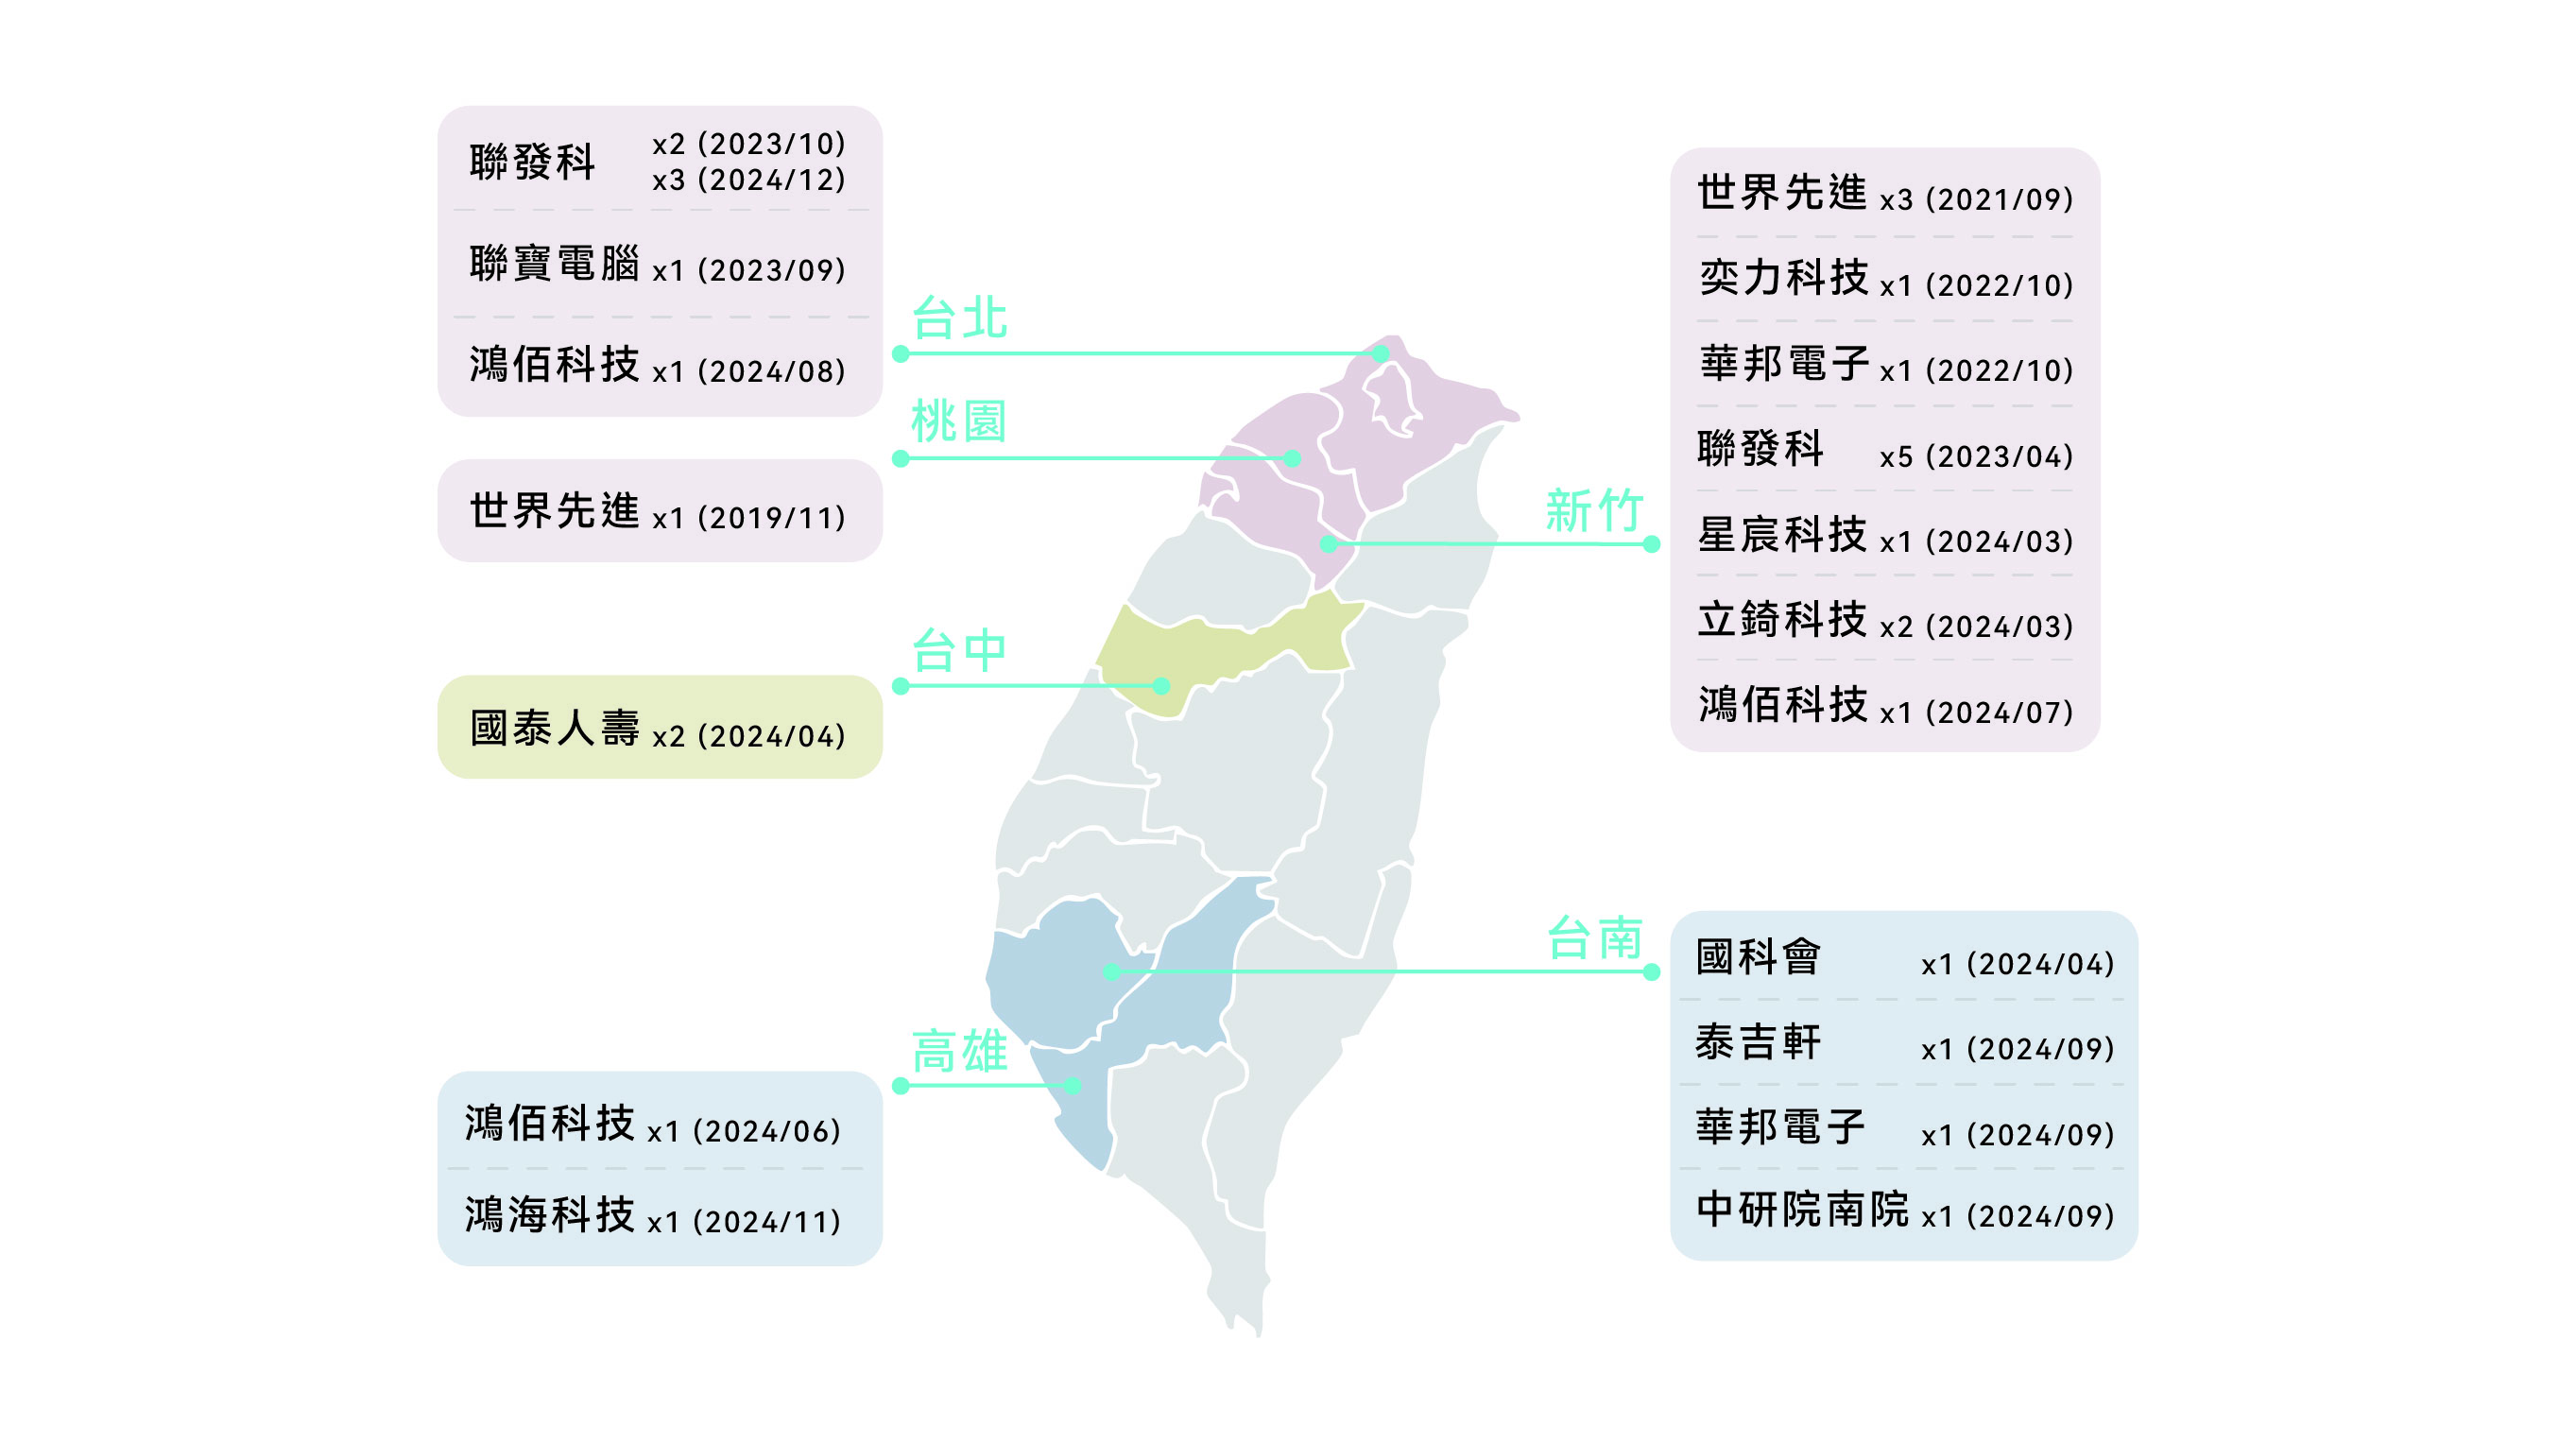 台北
聯發科 x2 (2023/10)
x3 (2024/12)
聯寶電腦 x1 (2023/09)
鴻佰科技 x1 (2024/08)
桃園
世界先進 x1 (2019/11)
台中
國泰人壽 x2 (2024/04)
高雄
鴻佰科技 x1 (2024/06)
鴻海科技 x1 (2024/11)
新竹
世界先進 x3 (2021/09)
奕力科技 x1 (2022/10)
華邦電子 x1 (2022/10)
聯發科 x5 (2023/04)
星宸科技 x1 (2024/03)
立錡科技 x2 (2024/03)
鴻佰科技 x1 (2024/07)
台南
國科會 x1 (2024/04)
泰吉軒 x1 (2024/09)
華邦電子 x1 (2024/09)
中研院南院 x1 (2024/09)